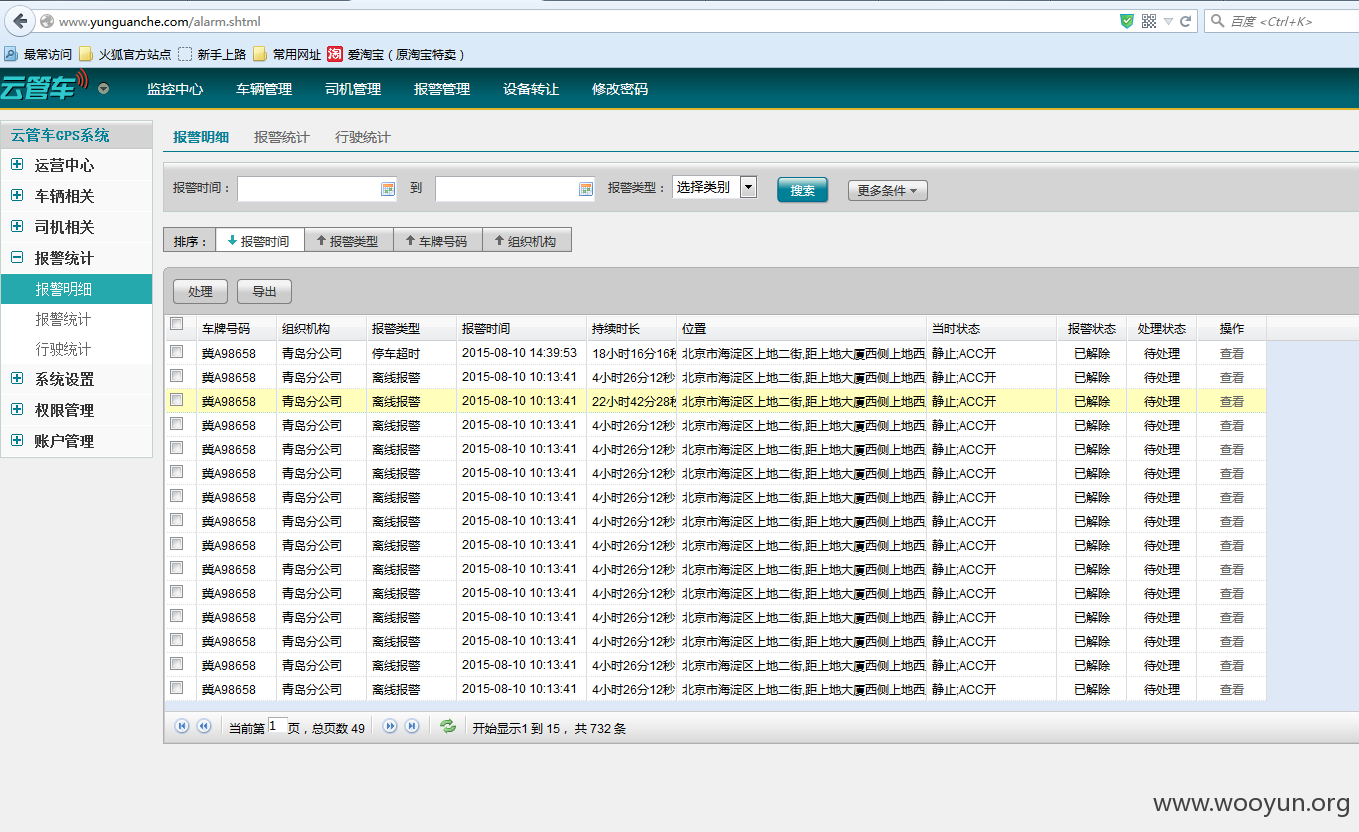 www.yunguanche.com/alarm.shtml 百度 <Ctrl+K>
最常访问 火狐官方站点 新手上路 常用网址 淘 爱淘宝（原淘宝特卖）
云管车 监控中心 车辆管理 司机管理 报警管理 设备转让 修改密码
云管车GPS系统
运营中心
车辆相关
司机相关
报警统计
报警明细
报警统计
行驶统计
系统设置
权限管理
账户管理
报警明细 报警统计 行驶统计
报警时间： 到 报警类型： 选择类别 搜索 更多条件
排序： 报警时间 报警类型 车牌号码 组织机构
处理 导出
车牌号码 组织机构 报警类型 报警时间 持续时长 位置 当时状态 报警状态 处理状态 操作
冀A98658 青岛分公司 停车超时 2015-08-10 14:39:53 18小时16分16秒 北京市海淀区上地二街,距上地大厦西侧上地西 静止;ACC开 已解除 待处理 查看
冀A98658 青岛分公司 离线报警 2015-08-10 10:13:41 4小时26分12秒 北京市海淀区上地二街,距上地大厦西侧上地西 静止;ACC开 已解除 待处理 查看
冀A98658 青岛分公司 离线报警 2015-08-10 10:13:41 22小时42分28秒 北京市海淀区上地二街,距上地大厦西侧上地西 静止;ACC开 已解除 待处理 查看
冀A98658 青岛分公司 离线报警 2015-08-10 10:13:41 4小时26分12秒 北京市海淀区上地二街,距上地大厦西侧上地西 静止;ACC开 已解除 待处理 查看
冀A98658 青岛分公司 离线报警 2015-08-10 10:13:41 4小时26分12秒 北京市海淀区上地二街,距上地大厦西侧上地西 静止;ACC开 已解除 待处理 查看
冀A98658 青岛分公司 离线报警 2015-08-10 10:13:41 4小时26分12秒 北京市海淀区上地二街,距上地大厦西侧上地西 静止;ACC开 已解除 待处理 查看
冀A98658 青岛分公司 离线报警 2015-08-10 10:13:41 4小时26分12秒 北京市海淀区上地二街,距上地大厦西侧上地西 静止;ACC开 已解除 待处理 查看
冀A98658 青岛分公司 离线报警 2015-08-10 10:13:41 4小时26分12秒 北京市海淀区上地二街,距上地大厦西侧上地西 静止;ACC开 已解除 待处理 查看
冀A98658 青岛分公司 离线报警 2015-08-10 10:13:41 4小时26分12秒 北京市海淀区上地二街,距上地大厦西侧上地西 静止;ACC开 已解除 待处理 查看
冀A98658 青岛分公司 离线报警 2015-08-10 10:13:41 4小时26分12秒 北京市海淀区上地二街,距上地大厦西侧上地西 静止;ACC开 已解除 待处理 查看
冀A98658 青岛分公司 离线报警 2015-08-10 10:13:41 4小时26分12秒 北京市海淀区上地二街,距上地大厦西侧上地西 静止;ACC开 已解除 待处理 查看
冀A98658 青岛分公司 离线报警 2015-08-10 10:13:41 4小时26分12秒 北京市海淀区上地二街,距上地大厦西侧上地西 静止;ACC开 已解除 待处理 查看
冀A98658 青岛分公司 离线报警 2015-08-10 10:13:41 4小时26分12秒 北京市海淀区上地二街,距上地大厦西侧上地西 静止;ACC开 已解除 待处理 查看
冀A98658 青岛分公司 离线报警 2015-08-10 10:13:41 4小时26分12秒 北京市海淀区上地二街,距上地大厦西侧上地西 静止;ACC开 已解除 待处理 查看
冀A98658 青岛分公司 离线报警 2015-08-10 10:13:41 4小时26分12秒 北京市海淀区上地二街,距上地大厦西侧上地西 静止;ACC开 已解除 待处理 查看
当前第 1 页，总页数 49 开始显示1 到 15 ，共 732 条
www.wooyun.org